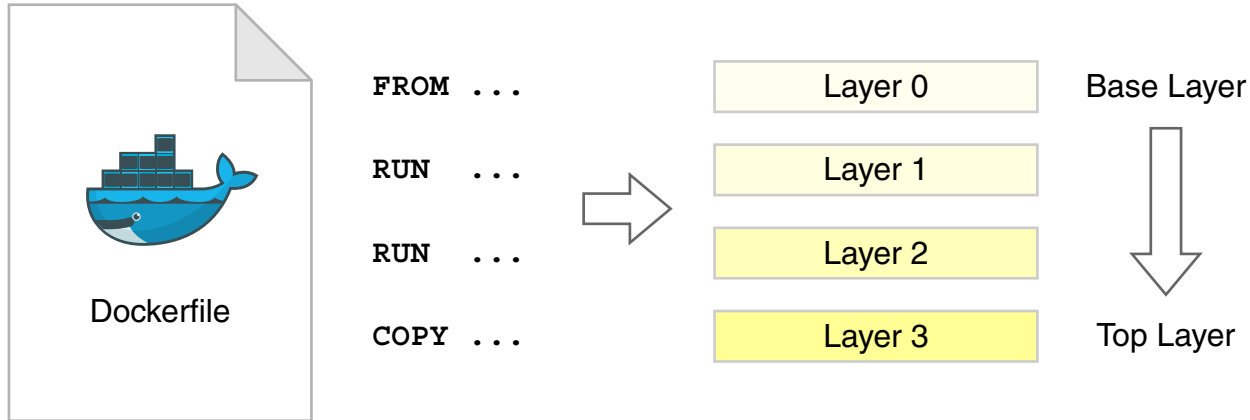 Dockerfile
FROM ...
RUN ...
RUN ...
COPY ...
Layer 0
Layer 1
Layer 2
Layer 3
Base Layer
Top Layer